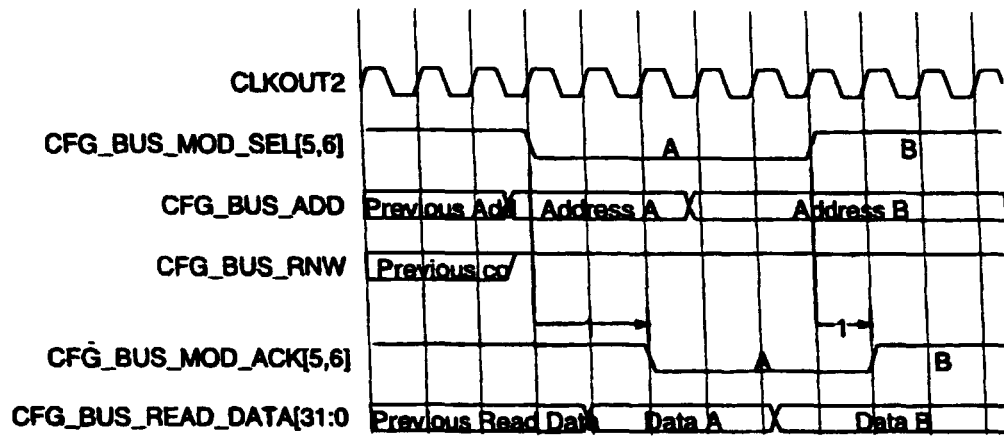 CLKOUT2
CFG_BUS_MOD_SEL[5,6] A B
CFG_BUS_ADD Previous Add Address A Address B
CFG_BUS_RNW Previous co
1
CFG_BUS_MOD_ACK[5,6] A B
CFG_BUS_READ_DATA[31:0 Previous Read Data Data A Data B